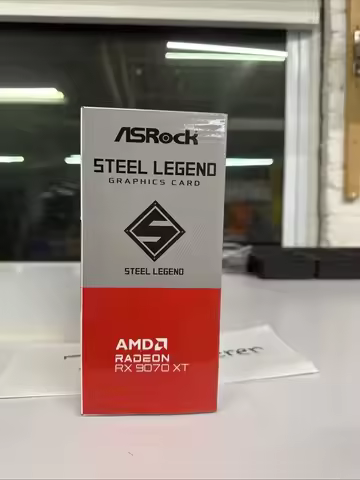 ASRock
STEEL LEGEND
GRAPHICS CARD
STEEL LEGEND
AMD
RADEON
RX 9070 XT